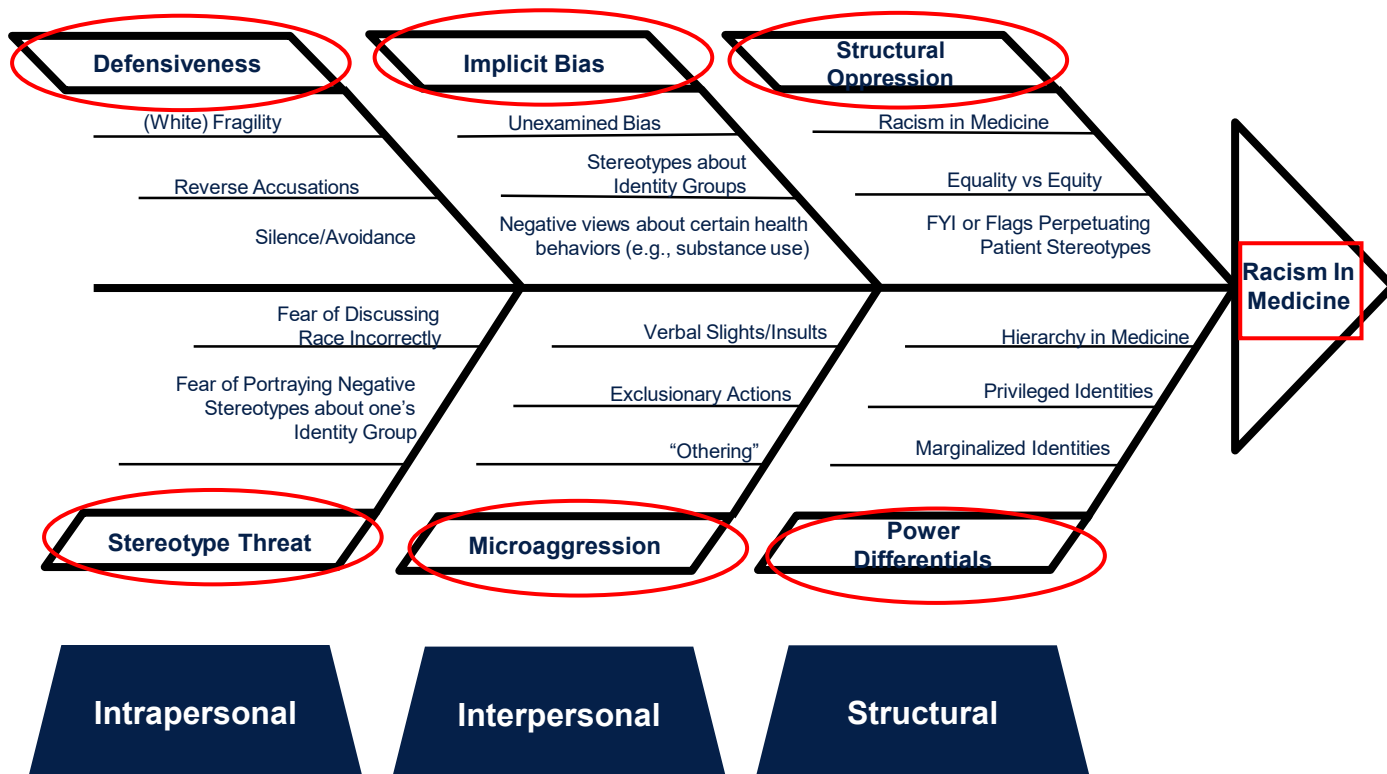 Defensiveness
Implicit Bias
Structural
Oppression
(White) Fragility
Reverse Accusations
Silence/Avoidance
Unexamined Bias
Stereotypes about
Identity Groups
Negative views about certain health
behaviors (e.g., substance use)
Racism in Medicine
Equality vs Equity
FYI or Flags Perpetuating
Patient Stereotypes
Racism In
Medicine
Fear of Discussing
Race Incorrectly
Fear of Portraying Negative
Stereotypes about one’s
Identity Group
Verbal Slights/Insults
Exclusionary Actions
“Othering”
Hierarchy in Medicine
Privileged Identities
Marginalized Identities
Stereotype Threat
Microaggression
Power
Differentials
Intrapersonal
Interpersonal
Structural